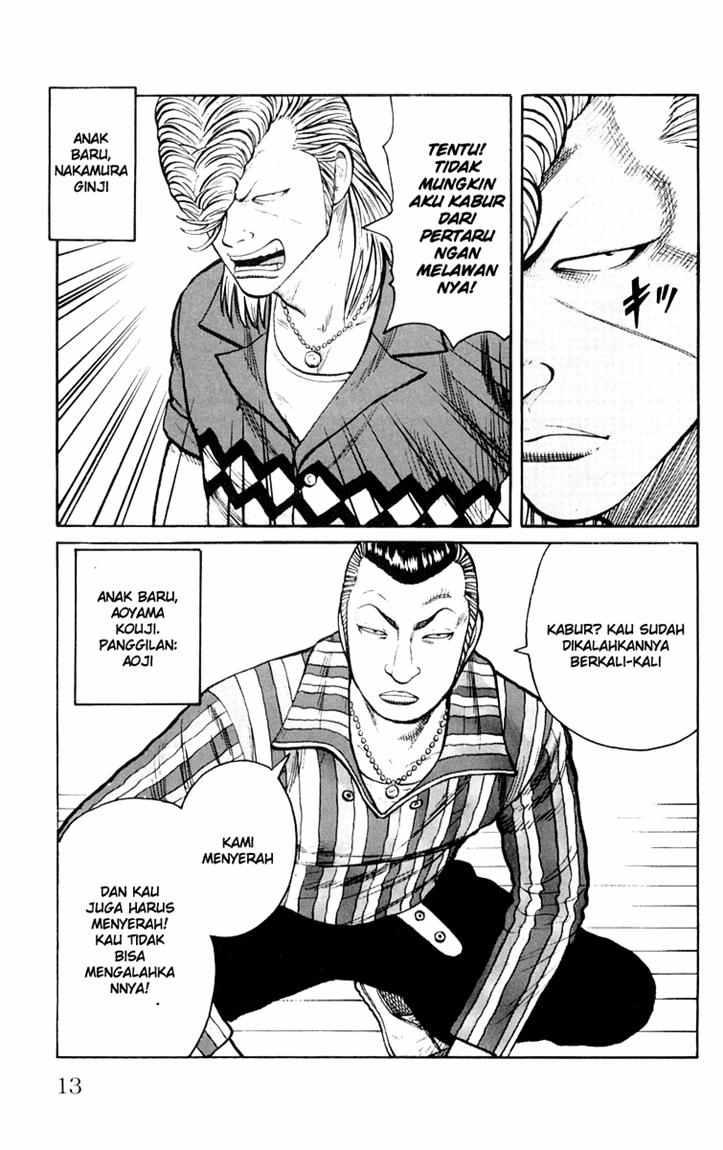 キッ
TENTU!
TIDAK
MUNGKIN
AKU KABUR
DARI
PERTARU
NGAN
MELAWAN
NYA!
ANAK
BARU,
NAKAMURA
GINJI
KABUR? KAU SUDAH
DIKALAHKANNYA
BERKALI-KALI
ANAK BARU,
AOYAMA
KOUJI.
PANGGILAN:
AOJI
KAMI
MENYERAH
DAN KAU
JUGA HARUS
MENYERAH!
KAU TIDAK
BISA
MENGALAHKA
NNYA!
13